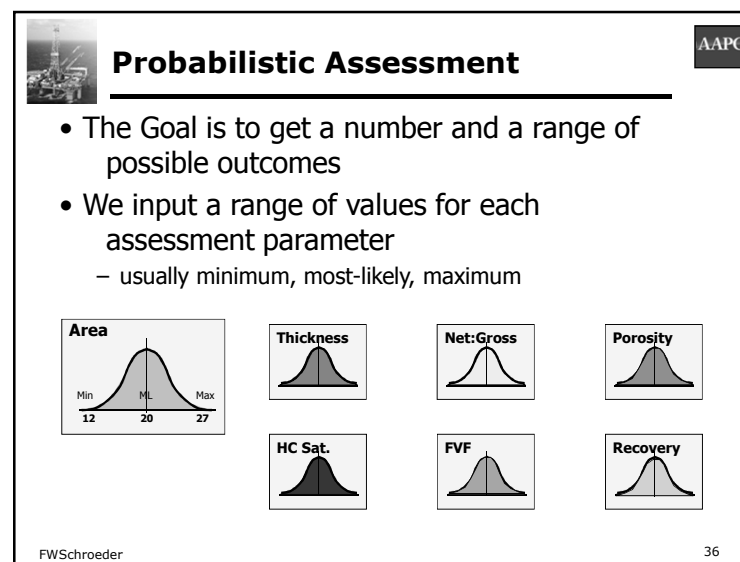 Probabilistic Assessment
AAPG
• The Goal is to get a number and a range of
possible outcomes
• We input a range of values for each
assessment parameter
– usually minimum, most-likely, maximum
Area
Min ML Max
12 20 27
Thickness
Net:Gross
Porosity
HC Sat.
FVF
Recovery
FWSchroeder
36